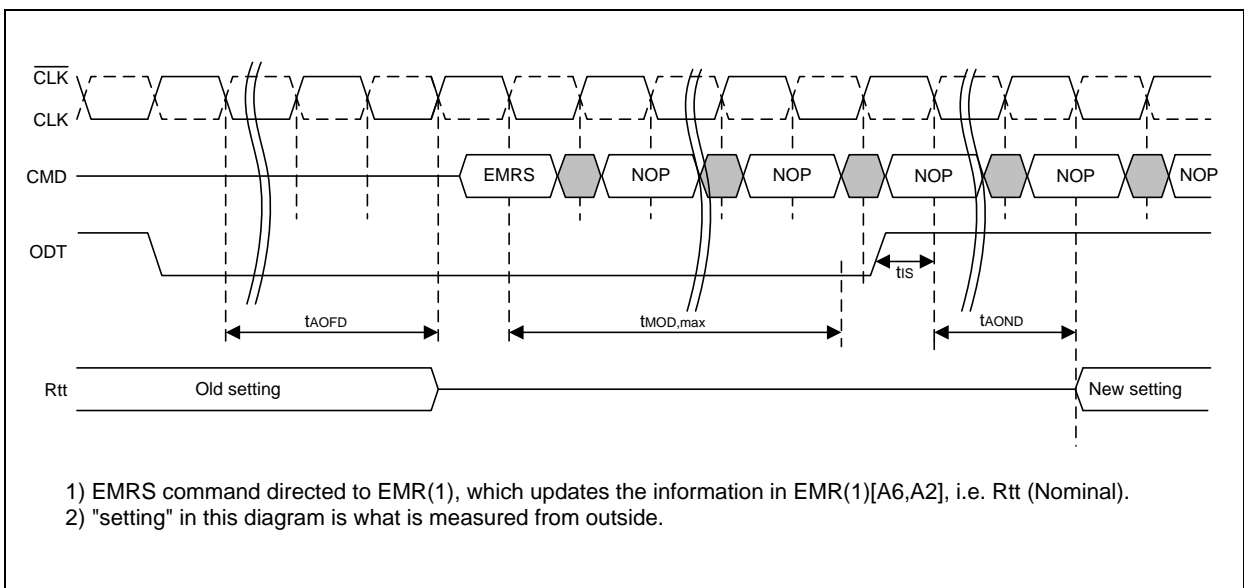 CLK
CLK
CMD EMRS NOP NOP NOP NOP NOP
ODT
tIS
tAOFD tMOD,max tAOND
Rtt Old setting New setting
1) EMRS command directed to EMR(1), which updates the information in EMR(1)[A6,A2], i.e. Rtt (Nominal).
2) "setting" in this diagram is what is measured from outside.